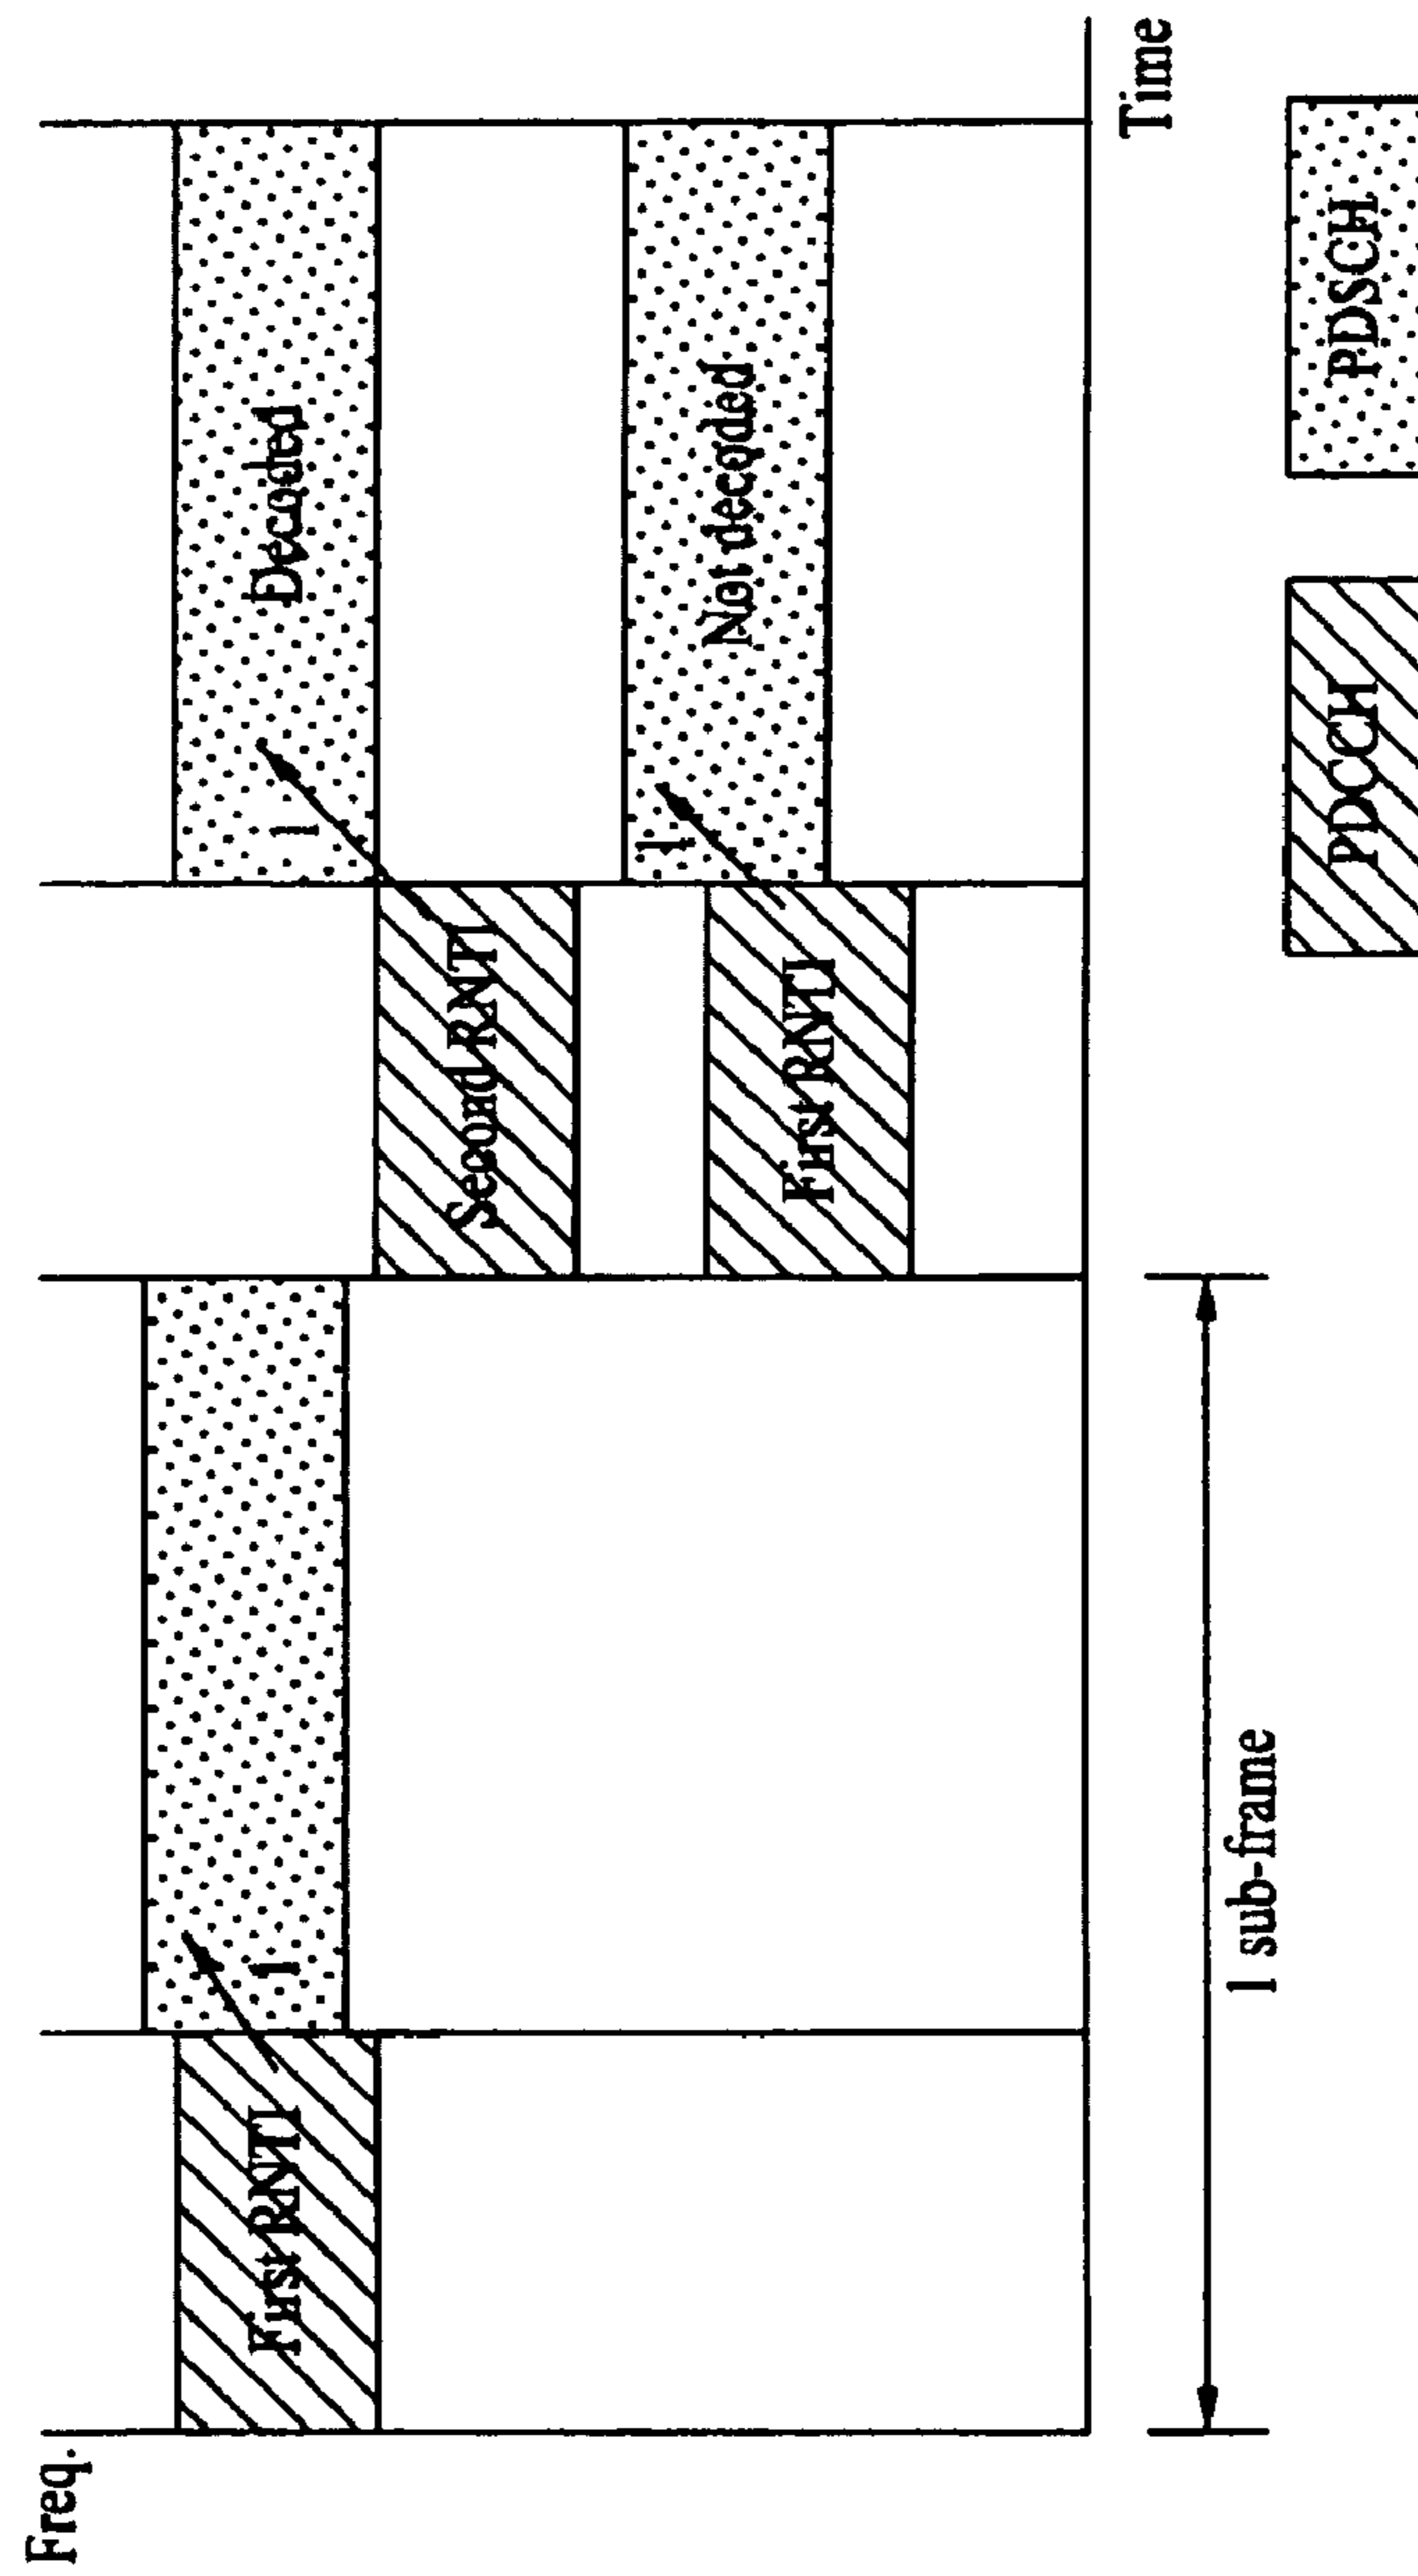 Freq.
First RNTI
1
Second RNTI
1
Decoded
First RNTI
1
Not decoded
Time
1 sub-frame
PDCCH
PDSCH